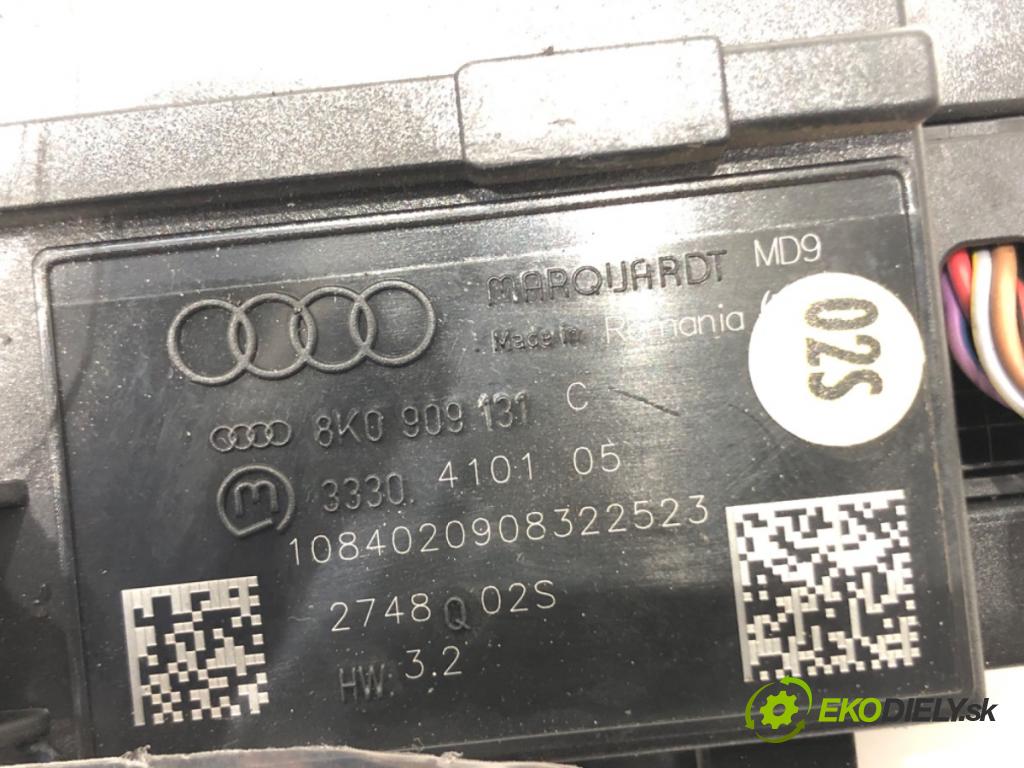 MARQUARDT MD9
Made in Romania
02S
8K0 909 131 C
M 3330. 4101 05
1084020908322523
2748 Q 02S
HW. 3.2
EKODIELY.sk